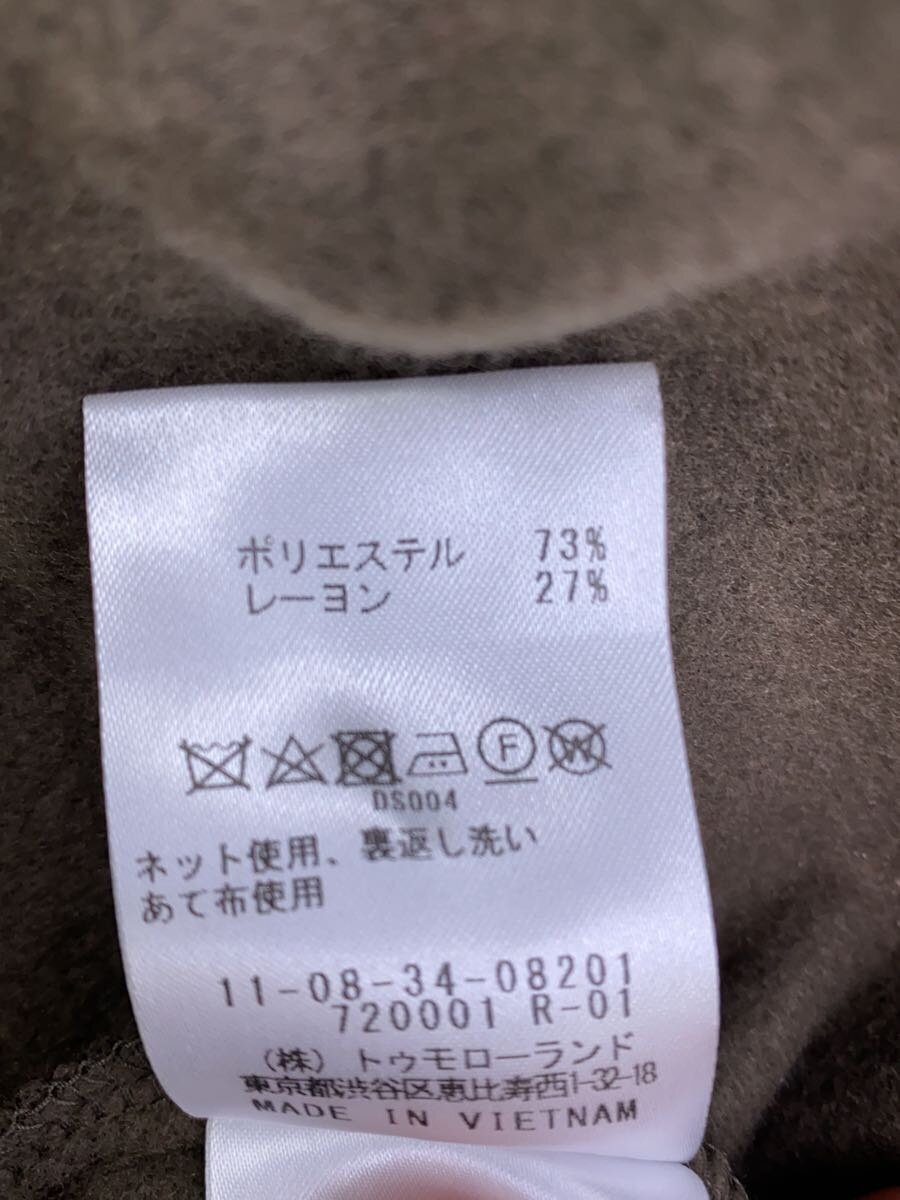 ポリエステル 73%
レーヨン 27%
F W
DS004
ネット使用、裏返し洗い
あて布使用
11-08-34-08201
720001 R-01
(株) トゥモローランド
東京都渋谷区恵比寿西1-32-18
MADE IN VIETNAM